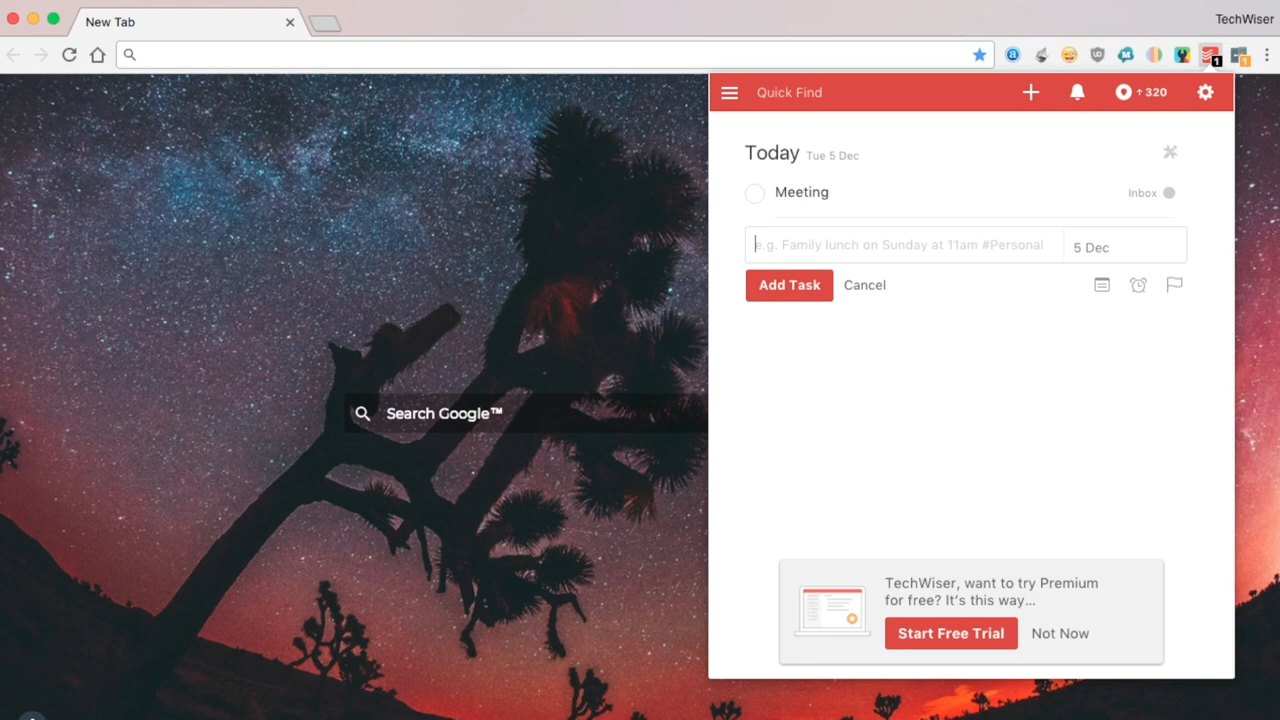 New Tab
TechWiser
1
1
Quick Find
320
Today Tue 5 Dec
Meeting
Inbox
e.g. Family lunch on Sunday at 11am #Personal
5 Dec
Add Task
Cancel
Search Google™
TechWiser, want to try Premium
for free? It's this way...
Start Free Trial
Not Now